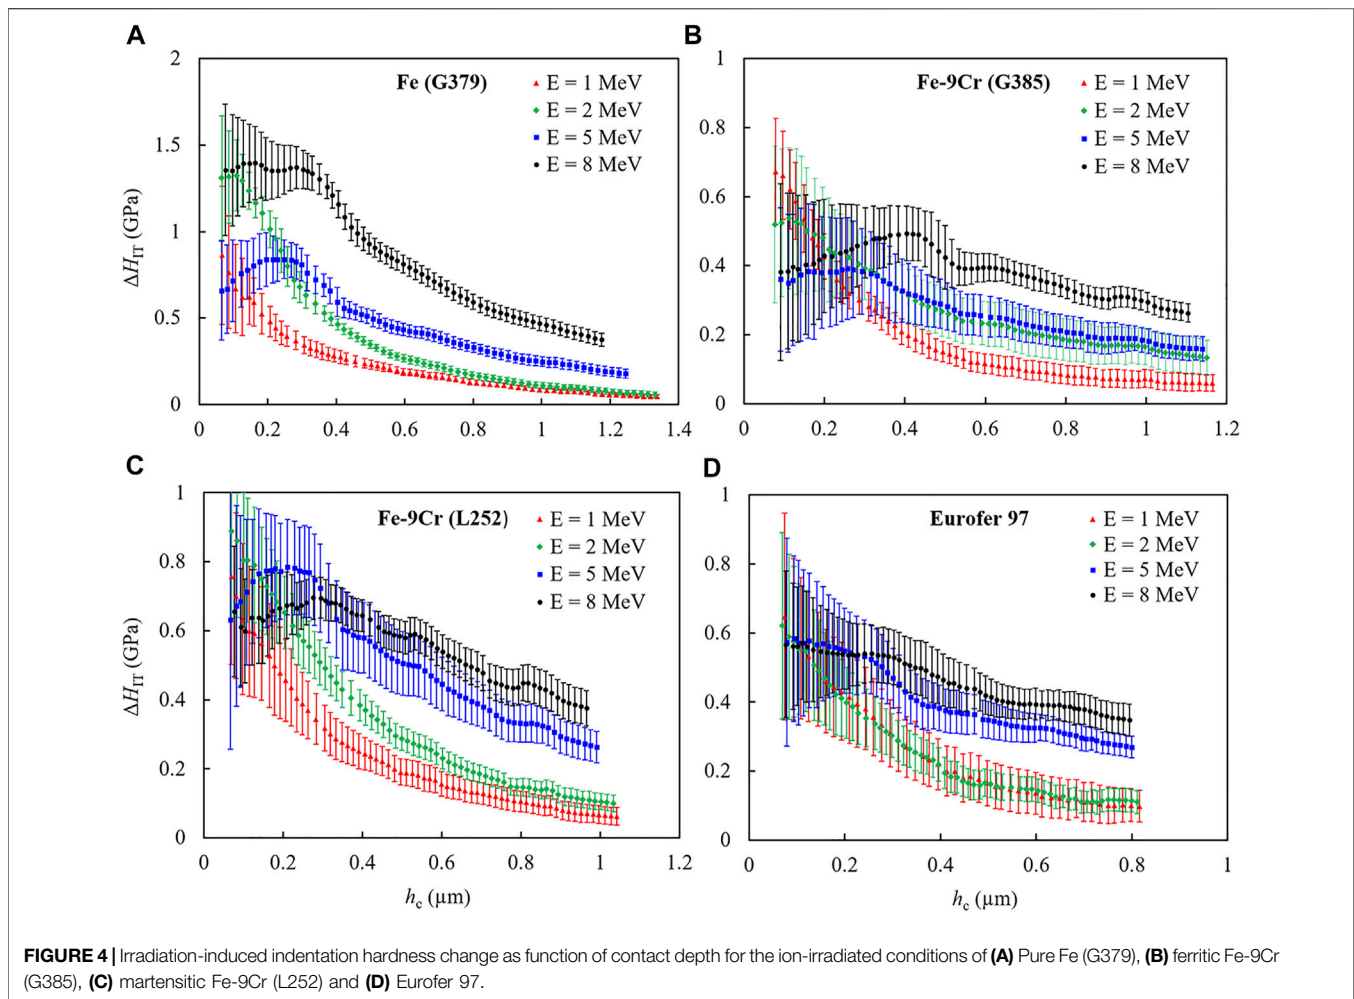 A
B
2
1.5
1
0.5
0
ΔH_IT (GPa)
Fe (G379)
E = 1 MeV
E = 2 MeV
E = 5 MeV
E = 8 MeV
0 0.2 0.4 0.6 0.8 1 1.2 1.4
1
0.8
0.6
0.4
0.2
0
Fe-9Cr (G385)
E = 1 MeV
E = 2 MeV
E = 5 MeV
E = 8 MeV
0 0.2 0.4 0.6 0.8 1 1.2
C
D
1
0.8
0.6
0.4
0.2
0
ΔH_IT (GPa)
Fe-9Cr (L252)
E = 1 MeV
E = 2 MeV
E = 5 MeV
E = 8 MeV
0 0.2 0.4 0.6 0.8 1 1.2
h_c (µm)
1
0.8
0.6
0.4
0.2
0
Eurofer 97
E = 1 MeV
E = 2 MeV
E = 5 MeV
E = 8 MeV
0 0.2 0.4 0.6 0.8 1
h_c (µm)
FIGURE 4 | Irradiation-induced indentation hardness change as function of contact depth for the ion-irradiated conditions of (A) Pure Fe (G379), (B) ferritic Fe-9Cr
(G385), (C) martensitic Fe-9Cr (L252) and (D) Eurofer 97.